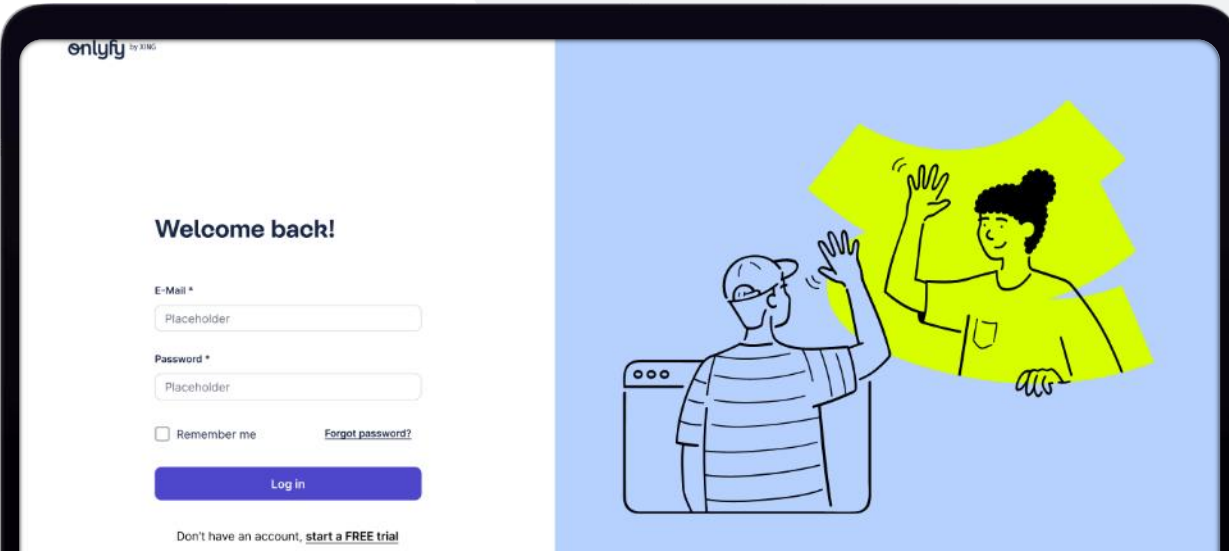 onlyfy by XING
Welcome back!
E-Mail *
Placeholder
Password *
Placeholder
Remember me Forgot password?
Log in
Don't have an account, start a FREE trial